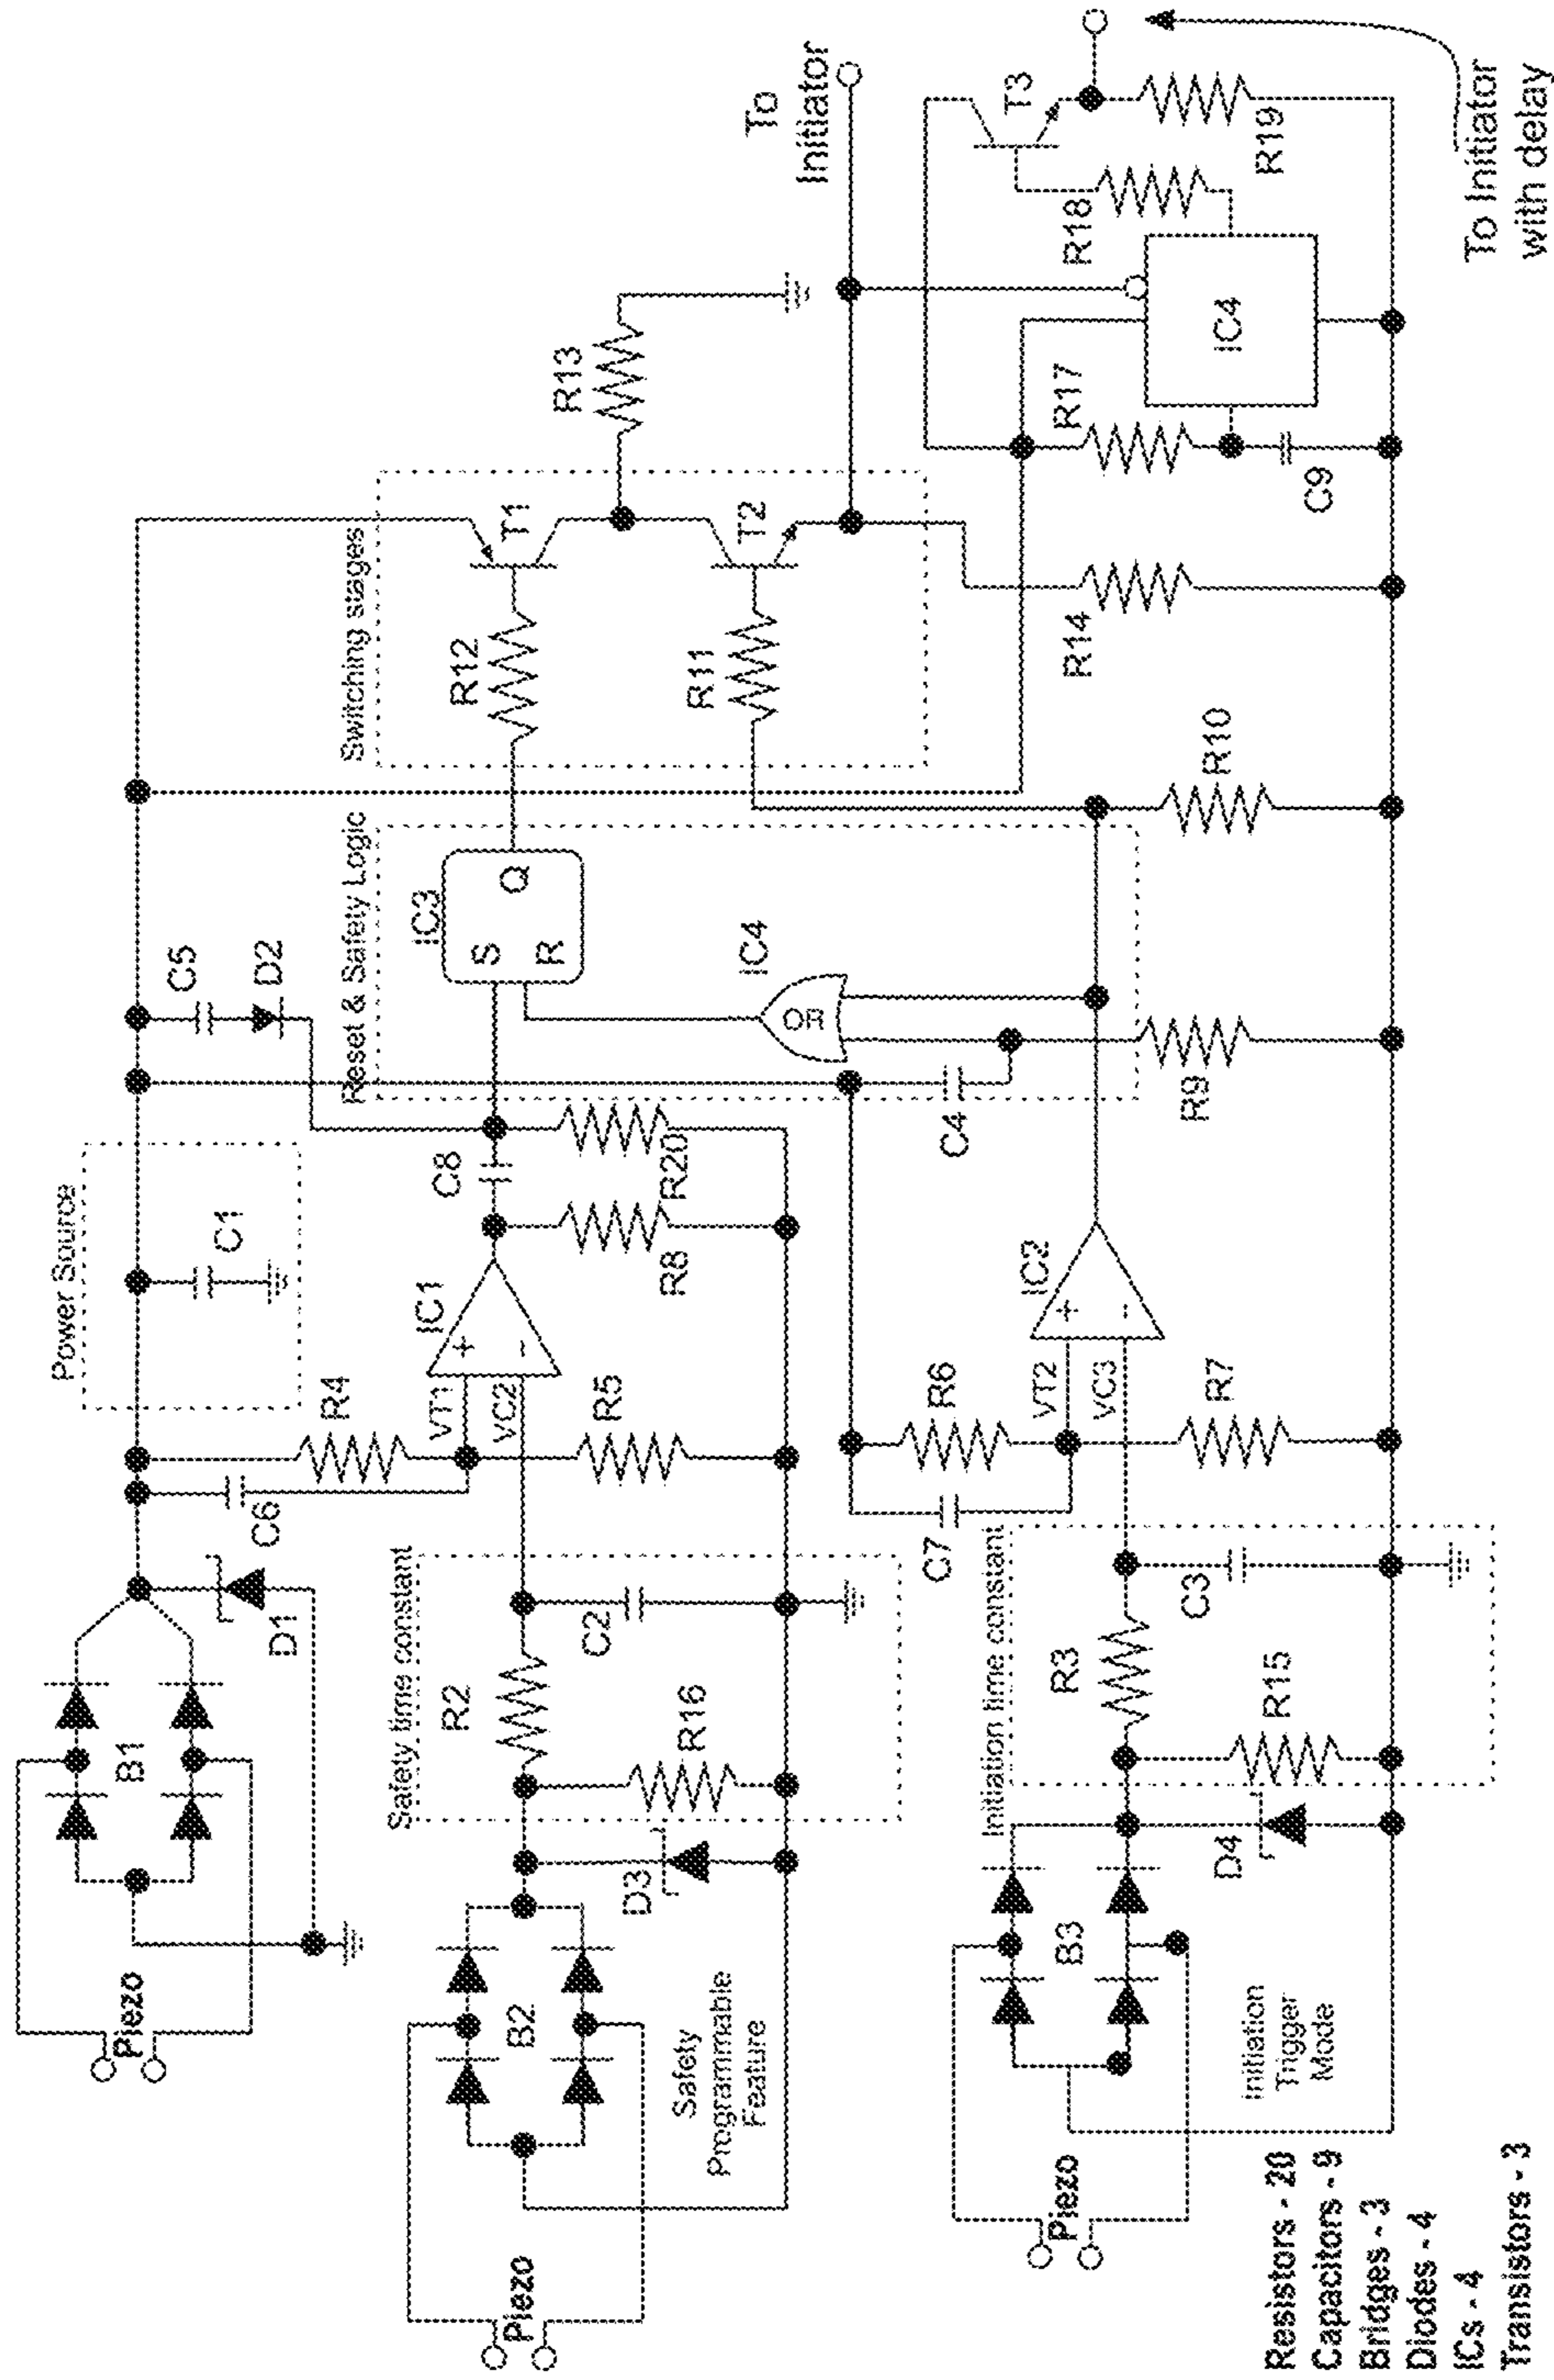 Piezo
B1
D1
C6
Power Source
C1
R4
C5
D2
VT1
VC2
+
-
IC1
R5
C8
R8
R20
Reset & Safety Logic
IC3
S
R
Q
IC4
OR
Switching stages
R12
T1
R11
T2
R13
To
Initiator
Piezo
B2
Safety
Programmable
Feature
D3
Safety time constant
R2
R16
C2
C7
R6
VT2
VC3
+
-
IC2
R7
C4
R9
R10
R14
R17
C9
IC4
R18
T3
R19
To Initiator
with delay
Piezo
B3
Initiation
Trigger
Mode
D4
Initiation time constant
R3
R15
C3
Resistors - 20
Capacitors - 9
Bridges - 3
Diodes - 4
ICs - 4
Transistors - 3